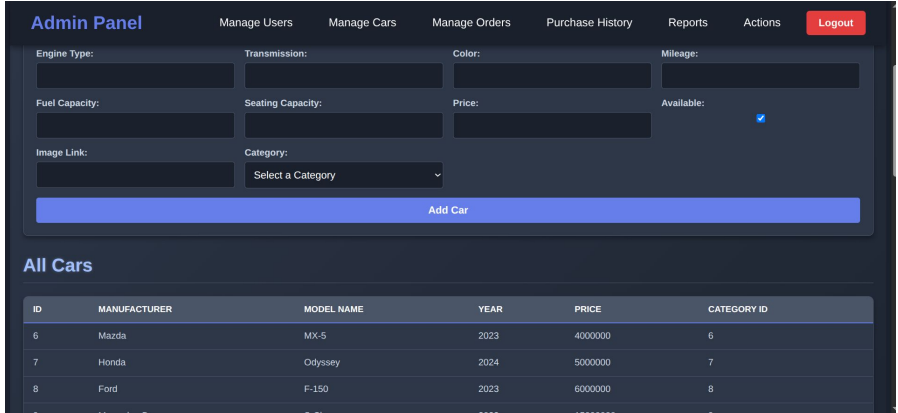 Admin Panel Manage Users Manage Cars Manage Orders Purchase History Reports Actions Logout
Engine Type: Transmission: Color: Mileage:
Fuel Capacity: Seating Capacity: Price: Available:
Image Link: Category:
Select a Category
Add Car
All Cars
ID MANUFACTURER MODEL NAME YEAR PRICE CATEGORY ID
6 Mazda MX-5 2023 4000000 6
7 Honda Odyssey 2024 5000000 7
8 Ford F-150 2023 6000000 8